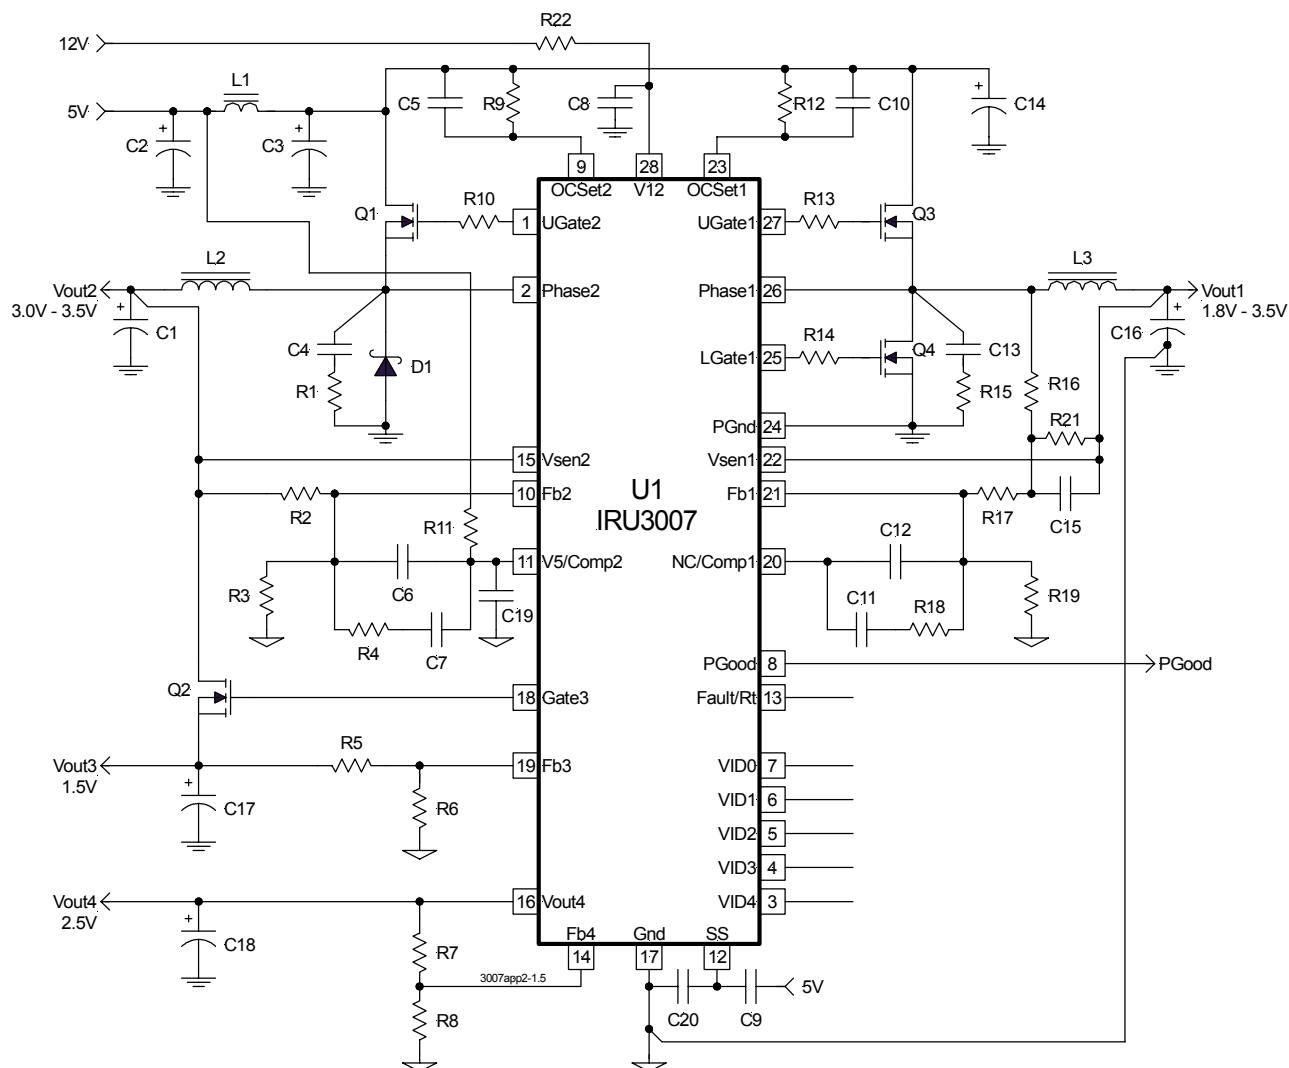 R22
12V
L1
5V
C2
C3
C5
R9
C8
R12
C10
C14
9
28
23
OCSet2
V12
OCSet1
Q1
R10
1
UGate2
UGate1
27
R13
Q3
L2
L3
Vout2
3.0V - 3.5V
2
Phase2
Phase1
26
Vout1
1.8V - 3.5V
C1
C16
C4
R1
D1
LGate1
25
R14
Q4
C13
R15
R16
PGnd
24
R21
15
Vsen2
Vsen1
22
R2
10
Fb2
U1
IRU3007
Fb1
21
R17
C15
R11
C12
11
V5/Comp2
NC/Comp1
20
R3
C6
C19
C11
R18
R19
R4
C7
PGood
8
PGood
Q2
18
Gate3
Fault/Rt
13
Vout3
1.5V
R5
19
Fb3
VID0
7
C17
R6
VID1
6
VID2
5
VID3
4
Vout4
2.5V
16
Vout4
VID4
3
C18
R7
Fb4
Gnd
SS
14
17
12
3007app2-1.5
5V
R8
C20
C9